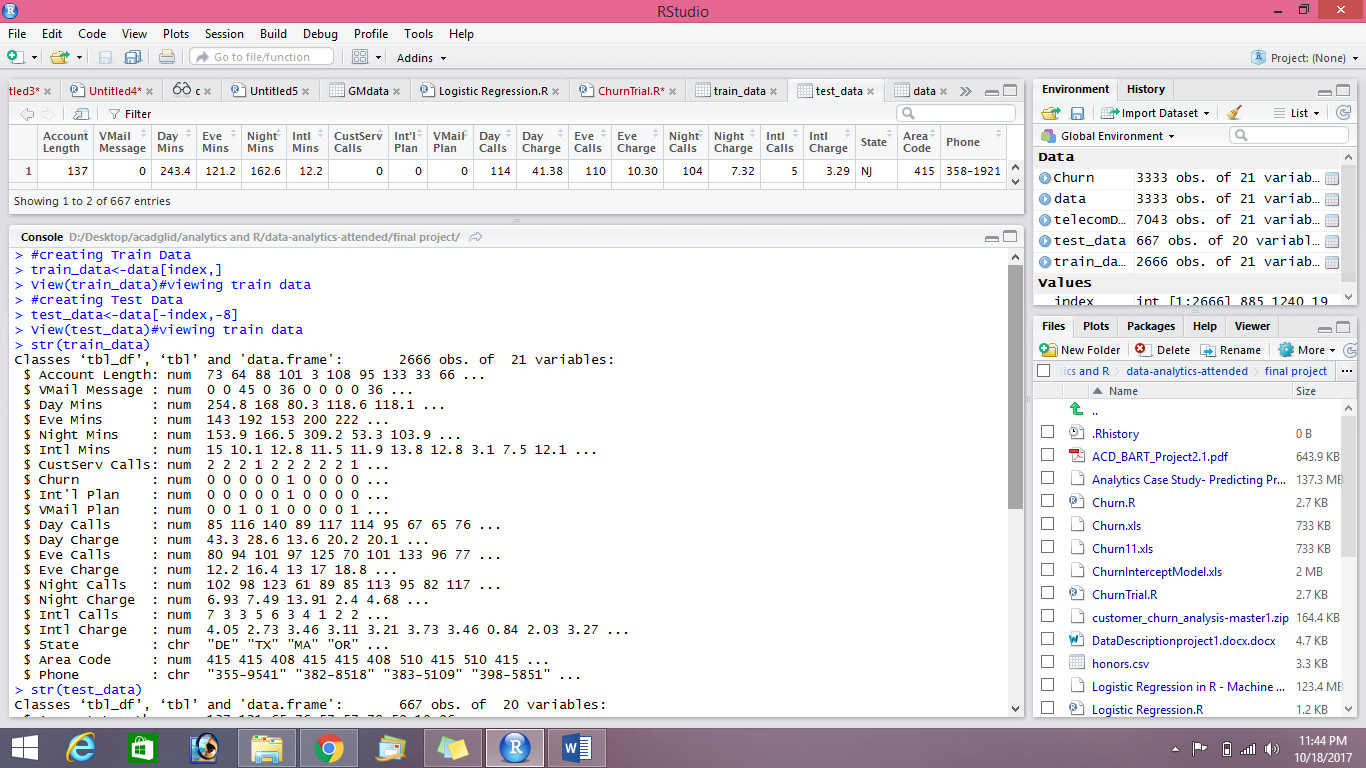 RStudio
File Edit Code View Plots Session Build Debug Profile Tools Help
Go to file/function Addins Project: (None)
tled3* Untitled4* c Untitled5 GMdata Logistic Regression.R ChurnTrial.R* train_data test_data data
Filter
Account Length VMail Message Day Mins Eve Mins Night Mins Intl Mins CustServ Calls Int'l Plan VMail Plan Day Calls Day Charge Eve Calls Eve Charge Night Calls Night Charge Intl Calls Intl Charge State Area Code Phone
1 137 0 243.4 121.2 162.6 12.2 0 0 0 114 41.38 110 10.30 104 7.32 5 3.29 NJ 415 358-1921
Showing 1 to 2 of 667 entries
Console D:/Desktop/acadglid/analytics and R/data-analytics-attended/final project/
> #creating Train Data
> train_data<-data[index,]
> View(train_data)#viewing train data
> #creating Test Data
> test_data<-data[-index,-8]
> View(test_data)#viewing train data
> str(train_data)
Classes ‘tbl_df’, ‘tbl’ and 'data.frame': 2666 obs. of 21 variables:
$ Account Length: num 73 64 88 101 3 108 95 133 33 66 ...
$ VMail Message : num 0 0 45 0 36 0 0 0 0 36 ...
$ Day Mins : num 254.8 168 80.3 118.6 118.1 ...
$ Eve Mins : num 143 192 153 200 222 ...
$ Night Mins : num 153.9 166.5 309.2 53.3 103.9 ...
$ Intl Mins : num 15 10.1 12.8 11.5 11.9 13.8 12.8 3.1 7.5 12.1 ...
$ CustServ Calls: num 2 2 2 1 2 2 2 2 2 1 ...
$ Churn : num 0 0 0 0 0 1 0 0 0 0 ...
$ Int'l Plan : num 0 0 0 0 0 1 0 0 0 0 ...
$ VMail Plan : num 0 0 1 0 1 0 0 0 0 1 ...
$ Day Calls : num 85 116 140 89 117 114 95 67 65 76 ...
$ Day Charge : num 43.3 28.6 13.6 20.2 20.1 ...
$ Eve Calls : num 80 94 101 97 125 70 101 133 96 77 ...
$ Eve Charge : num 12.2 16.4 13 17 18.8 ...
$ Night Calls : num 102 98 123 61 89 85 113 95 82 117 ...
$ Night Charge : num 6.93 7.49 13.91 2.4 4.68 ...
$ Intl Calls : num 7 3 3 5 6 3 4 1 2 2 ...
$ Intl Charge : num 4.05 2.73 3.46 3.11 3.21 3.73 3.46 0.84 2.03 3.27 ...
$ State : chr "DE" "TX" "MA" "OR" ...
$ Area Code : num 415 415 408 415 415 408 510 415 510 415 ...
$ Phone : chr "355-9541" "382-8518" "383-5109" "398-5851" ...
> str(test_data)
Classes ‘tbl_df’, ‘tbl’ and 'data.frame': 667 obs. of 20 variables:
Environment History
Import Dataset List
Global Environment
Data
Churn 3333 obs. of 21 variab...
data 3333 obs. of 21 variab...
telecomD... 7043 obs. of 21 variab...
test_data 667 obs. of 20 variabl...
train_da... 2666 obs. of 21 variab...
Values
index int [1:2666] 885 1240 19
Files Plots Packages Help Viewer
New Folder Delete Rename More
tics and R data-analytics-attended final project ...
Name Size
..
.Rhistory 0 B
ACD_BART_Project2.1.pdf 643.9 KB
Analytics Case Study- Predicting Pr... 137.3 MB
Churn.R 2.7 KB
Churn.xls 733 KB
Churn11.xls 733 KB
ChurnInterceptModel.xls 2 MB
ChurnTrial.R 2.7 KB
customer_churn_analysis-master1.zip 164.4 KB
DataDescriptionproject1.docx.docx 4.7 KB
honors.csv 3.3 KB
Logistic Regression in R - Machine ... 123.4 MB
Logistic Regression.R 1.2 KB
11:44 PM
10/18/2017